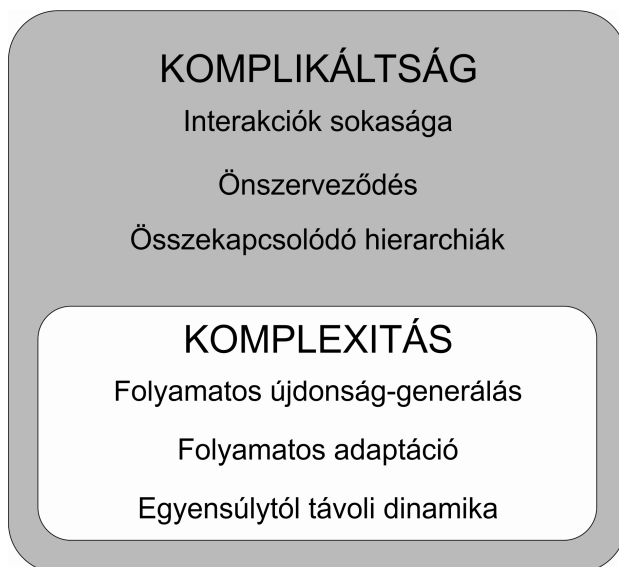 KOMPLIKÁLTSÁG
Interakciók sokasága
Önszerveződés
Összekapcsolódó hierarchiák
KOMPLEXITÁS
Folyamatos újdonság-generálás
Folyamatos adaptáció
Egyensúlytól távoli dinamika